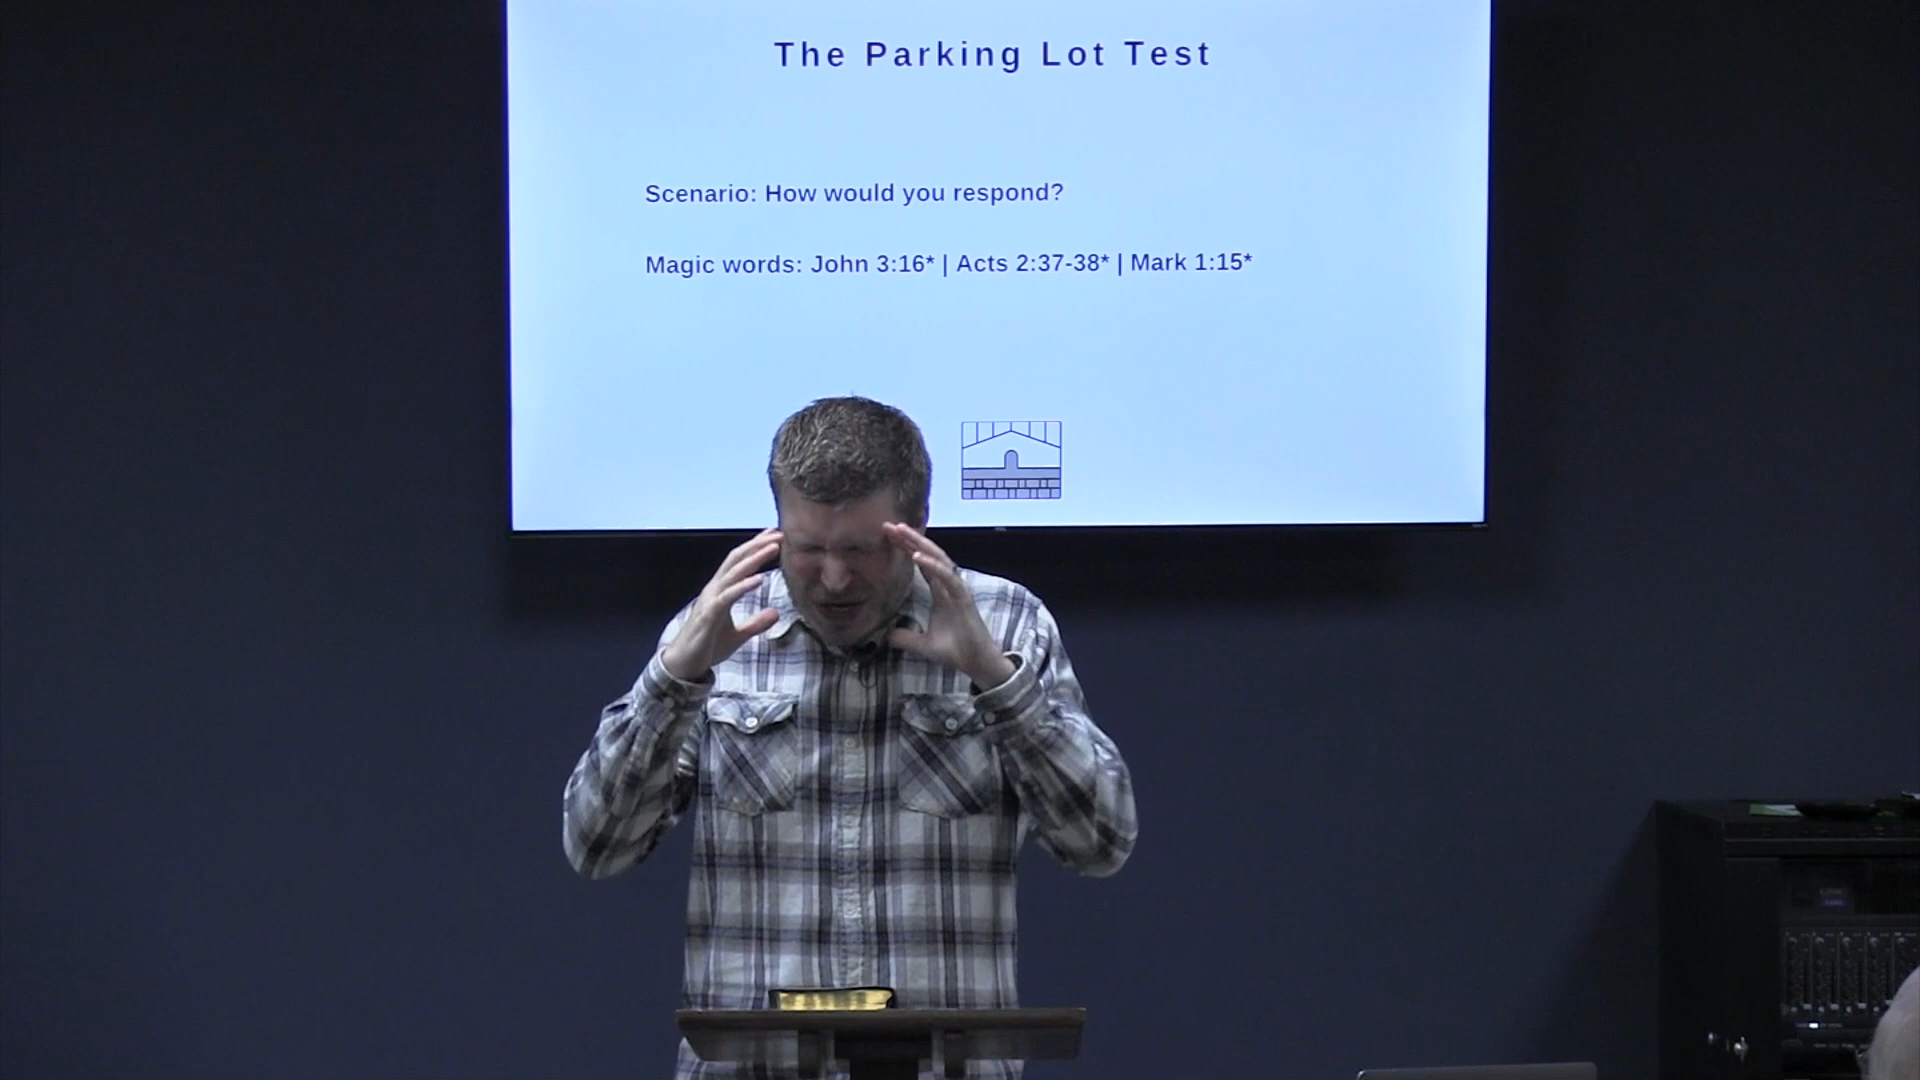 The Parking Lot Test
Scenario: How would you respond?
Magic words: John 3:16* | Acts 2:37-38* | Mark 1:15*